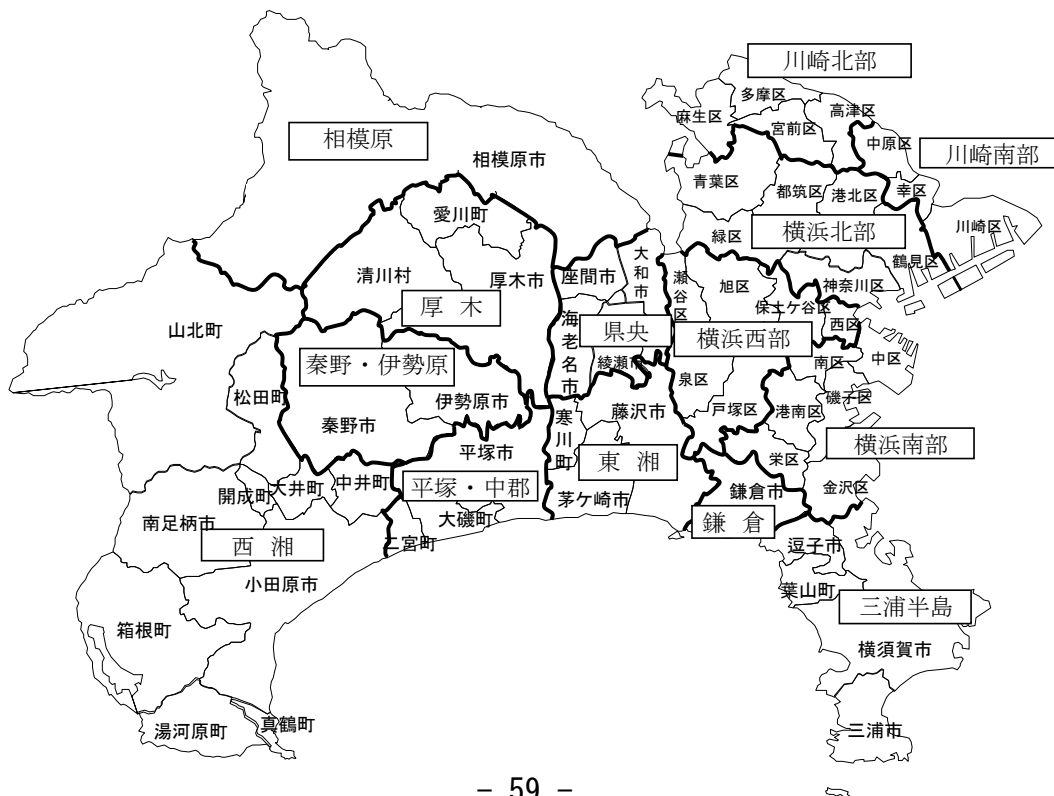 川崎北部
多摩区
高津区
麻生区
宮前区
相模原
中原区
川崎南部
相模原市
青葉区
都筑区
港北区
幸区
愛川町
川崎区
緑区
横浜北部
鶴見区
清川村
厚木市
座間市
大和市
瀬谷区
旭区
神奈川区
厚木
保土ケ谷区
西区
山北町
海老名市
県央
横浜西部
秦野・伊勢原
綾瀬市
南区
中区
松田町
伊勢原市
泉区
磯子区
秦野市
寒川町
藤沢市
戸塚区
港南区
横浜南部
平塚市
東湘
栄区
開成町
大井町
中井町
平塚・中郡
茅ケ崎市
鎌倉市
金沢区
南足柄市
西湘
二宮町
大磯町
鎌倉
逗子市
小田原市
葉山町
三浦半島
箱根町
横須賀市
湯河原町
真鶴町
三浦市
- 59 -